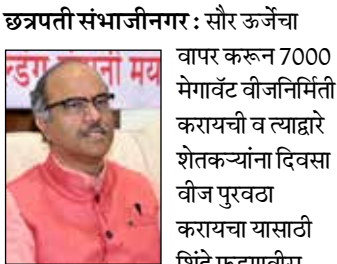 छत्रपती संभाजीनगर : सौर ऊर्जेचा
वापर करून 7000
मेगावॅट वीजनिर्मिती
करायची व त्याद्वारे
शेतकऱ्यांना दिवसा
वीज पुरवठा
करायचा यासाठी